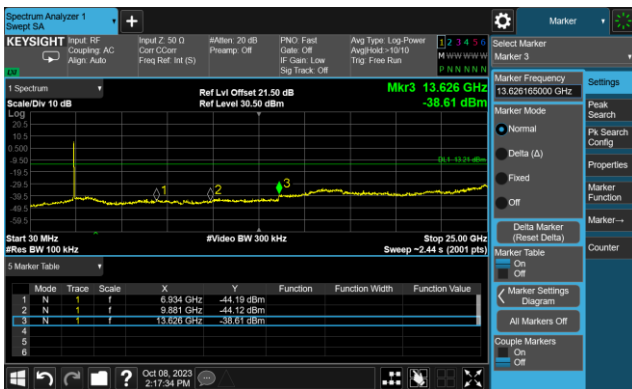 Spectrum Analyzer 1
Swept SA
+
Marker
KEYSIGHT
Input: RF
Coupling: AC
Align: Auto
Input Z: 50 Ω
Corr CCorr
Freq Ref: Int (S)
#Atten: 20 dB
Preamp: Off
PNO: Fast
Gate: Off
IF Gain: Low
Sig Track: Off
Avg Type: Log-Power
Avg|Hold:>10/10
Trig: Free Run
1 2 3 4 5 6
M W W W W W
P N N N N N
LXI
Select Marker
Marker 3
1 Spectrum
Scale/Div 10 dB
Ref Lvl Offset 21.50 dB
Ref Level 30.50 dBm
Mkr3 13.626 GHz
-38.61 dBm
Log
20.5
10.5
0.500
-9.50
-19.5
-29.5
-39.5
-49.5
-59.5
DL1 -13.21 dBm
1
2
3
Start 30 MHz
#Res BW 100 kHz
#Video BW 300 kHz
Stop 25.00 GHz
Sweep ~2.44 s (2001 pts)
5 Marker Table
Mode Trace Scale X Y Function Function Width Function Value
1 N 1 f 6.934 GHz -44.19 dBm
2 N 1 f 9.881 GHz -44.12 dBm
3 N 1 f 13.626 GHz -38.61 dBm
4
5
6
Marker Frequency
13.626165000 GHz
Marker Mode
Normal
Delta (Δ)
Fixed
Off
Delta Marker
(Reset Delta)
Marker Table
On
Off
Marker Settings
Diagram
All Markers Off
Couple Markers
On
Off
Settings
Peak
Search
Pk Search
Config
Properties
Marker
Function
Marker→
Counter
?
Oct 08, 2023
2:17:34 PM